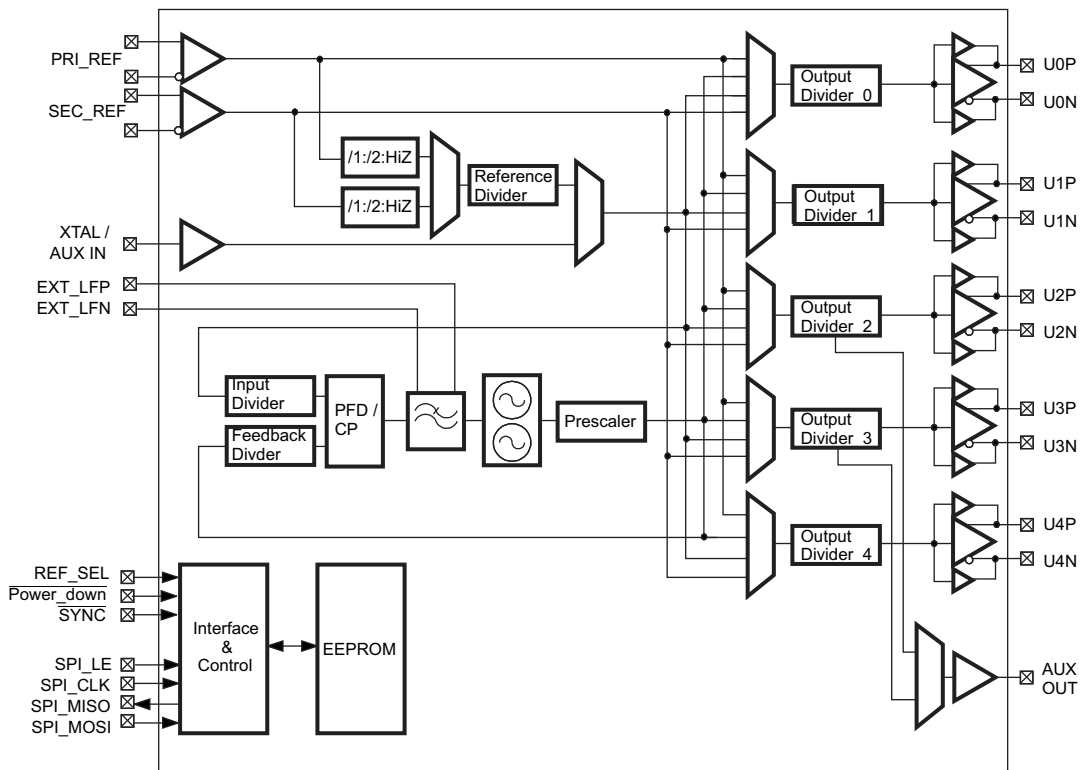 PRI_REF
SEC_REF
XTAL /
AUX IN
EXT_LFP
EXT_LFN
/1:/2:HiZ
/1:/2:HiZ
Reference
Divider
Input
Divider
Feedback
Divder
PFD /
CP
Prescaler
Output
Divider 0
Output
Divider 1
Output
Divider 2
Output
Divider 3
Output
Divider 4
U0P
U0N
U1P
U1N
U2P
U2N
U3P
U3N
U4P
U4N
AUX
OUT
REF_SEL
Power_down
SYNC
SPI_LE
SPI_CLK
SPI_MISO
SPI_MOSI
Interface
&
Control
EEPROM